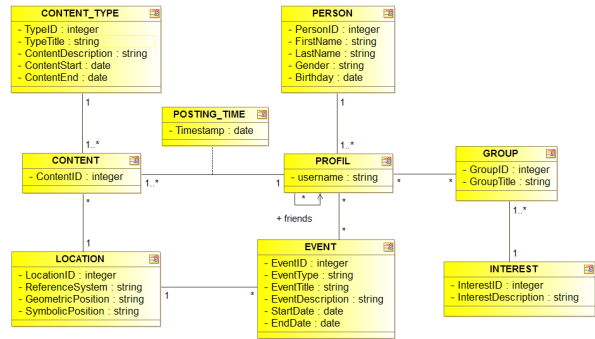 CONTENT_TYPE
- TypeID : integer
- TypeTitle : string
- ContentDescription : string
- ContentStart : date
- ContentEnd : date
PERSON
- PersonID : integer
- FirstName : string
- LastName : string
- Gender : string
- Birthday : date
1
1..*
1
1..*
POSTING_TIME
- Timestamp : date
CONTENT
- ContentID : integer
1..*
1
PROFIL
- username : string
*
+ friends
*
*
GROUP
- GroupID : integer
- GroupTitle : string
*
1
*
*
1..*
1
LOCATION
- LocationID : integer
- ReferenceSystem : string
- GeometricPosition : string
- SymbolicPosition : string
1
*
EVENT
- EventID : integer
- EventType : string
- EventTitle : string
- EventDescription : string
- StartDate : date
- EndDate : date
INTEREST
- InterestID : integer
- InterestDescription : string